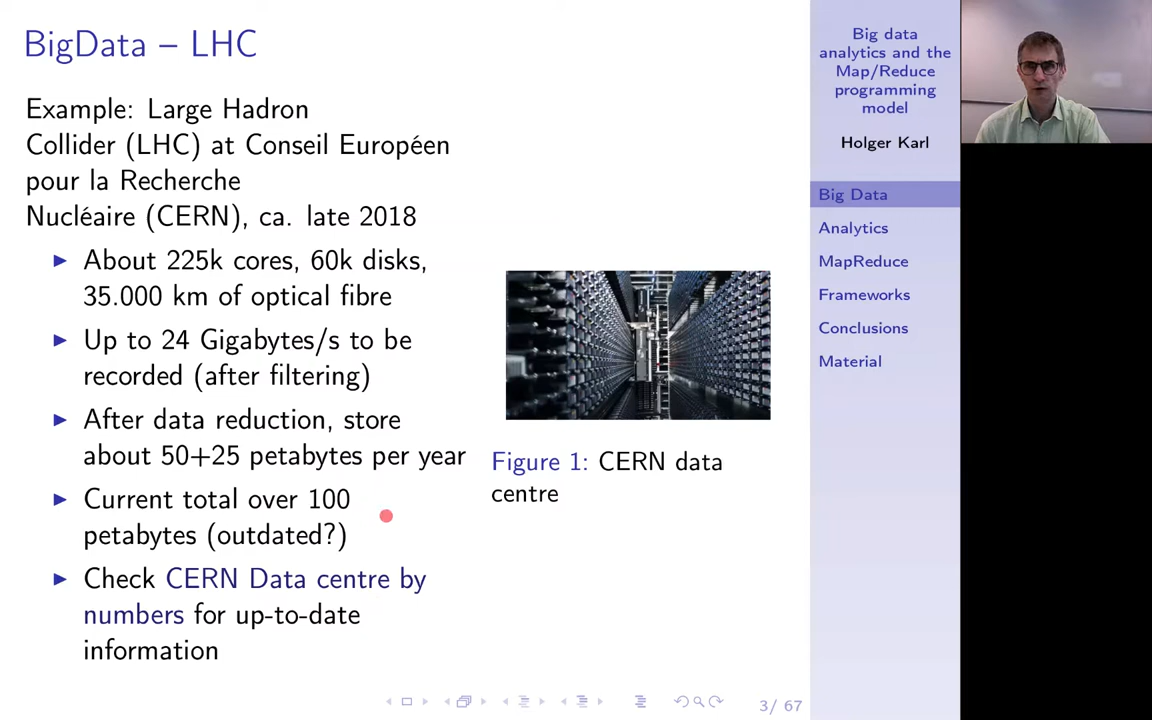 BigData – LHC
Example: Large Hadron
Collider (LHC) at Conseil Européen
pour la Recherche
Nucléaire (CERN), ca. late 2018
▶ About 225k cores, 60k disks,
35.000 km of optical fibre
▶ Up to 24 Gigabytes/s to be
recorded (after filtering)
▶ After data reduction, store
about 50+25 petabytes per year
▶ Current total over 100
petabytes (outdated?)
▶ Check CERN Data centre by
numbers for up-to-date
information
Figure 1: CERN data
centre
Big data
analytics and the
Map/Reduce
programming
model
Holger Karl
Big Data
Analytics
MapReduce
Frameworks
Conclusions
Material
3/ 67